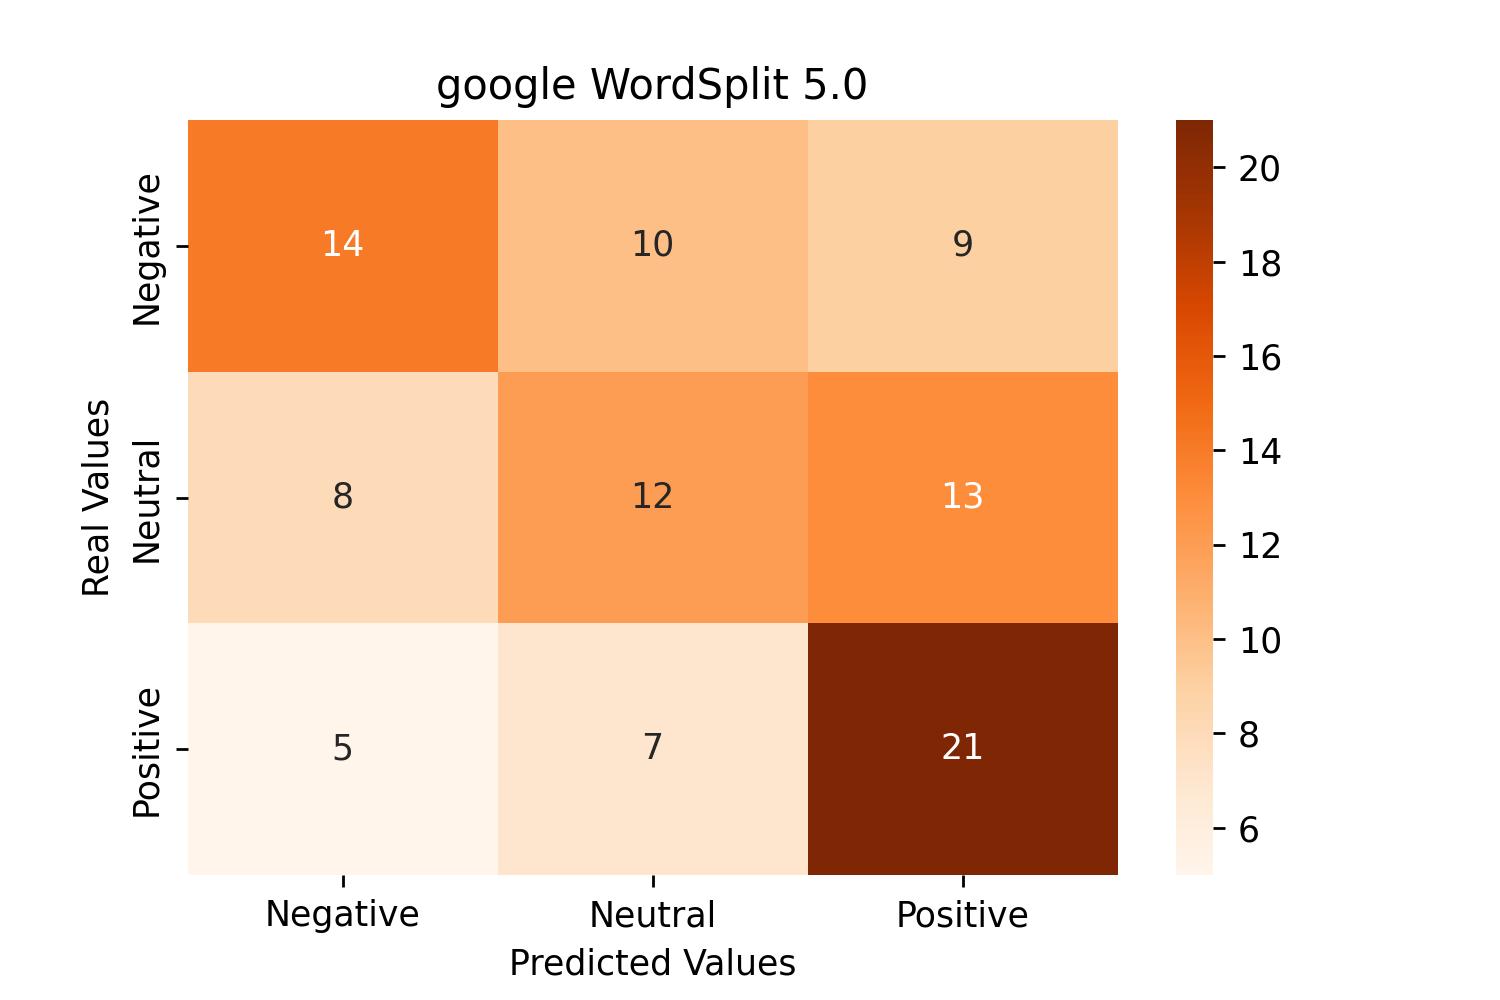 google WordSplit 5.0
Real Values
Negative
14 10 9
Neutral
8 12 13
Positive
5 7 21
Negative Neutral Positive
Predicted Values
20
18
16
14
12
10
8
6